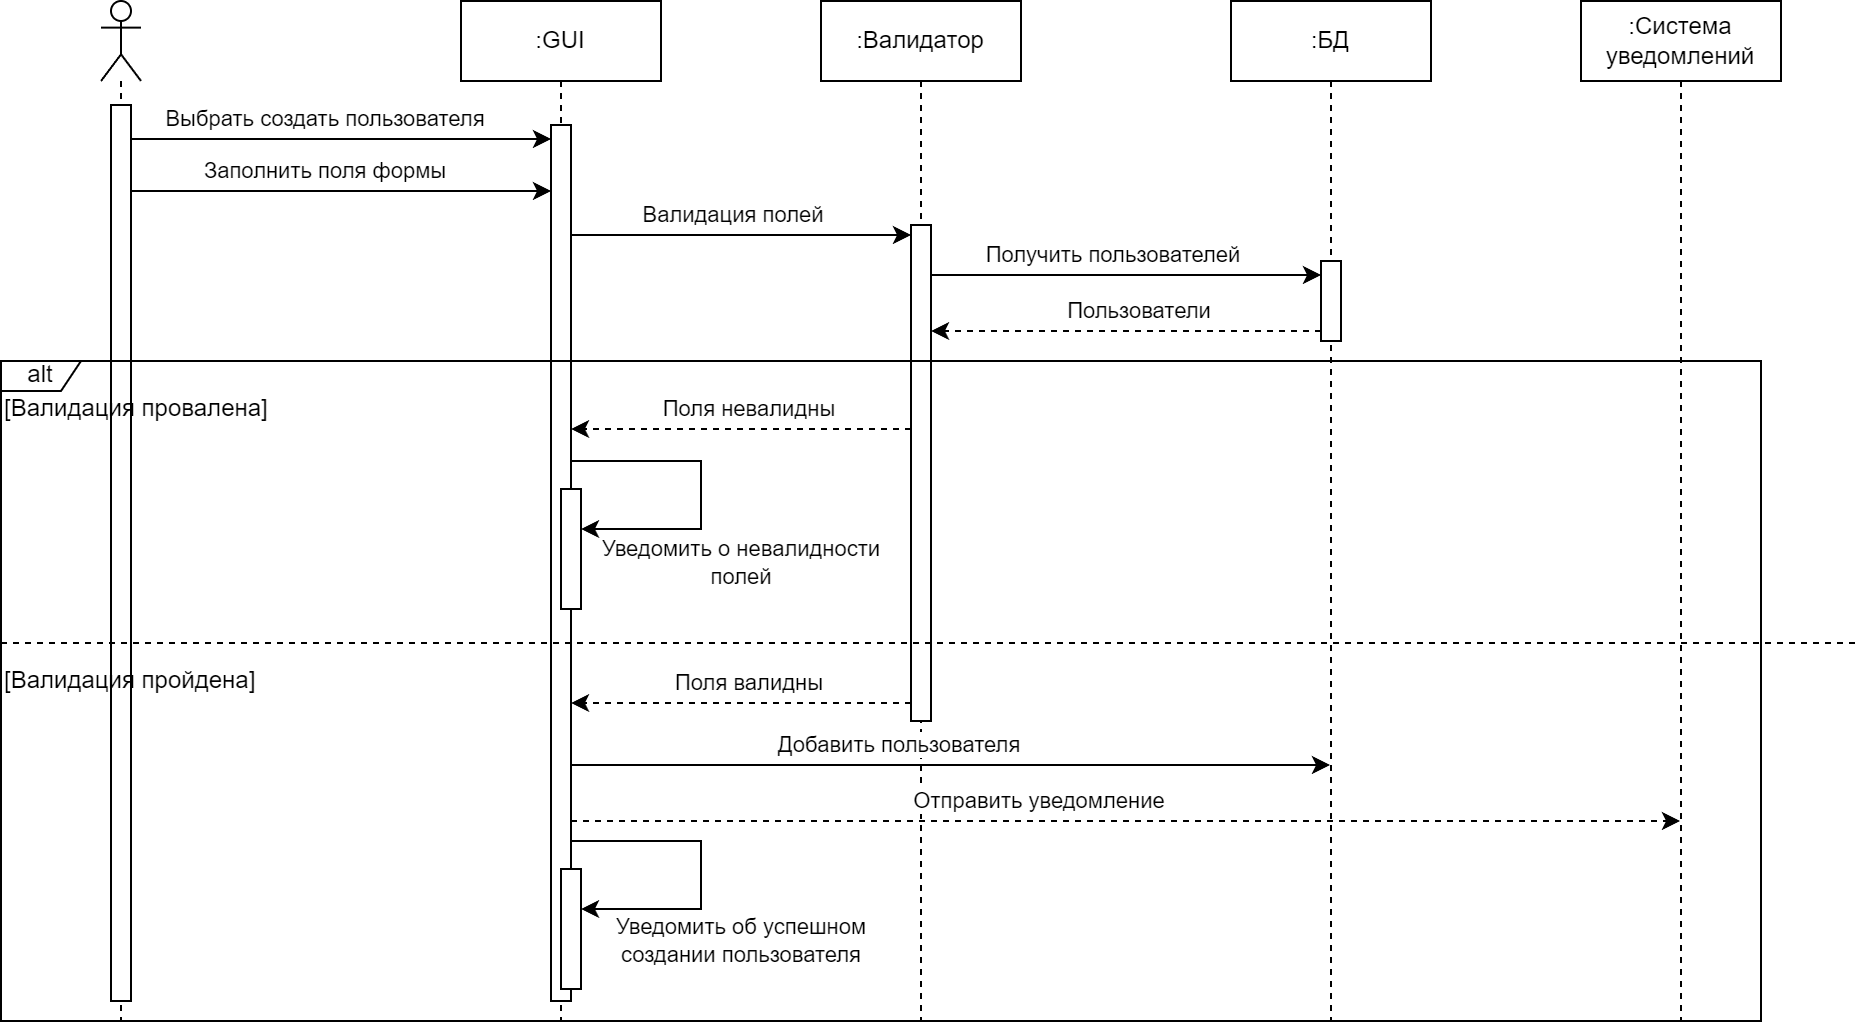 :GUI
:Валидатор
:БД
:Система
уведомлений
Выбрать создать пользователя
Заполнить поля формы
Валидация полей
Получить пользователей
Пользователи
alt
[Валидация провалена]
Поля невалидны
Уведомить о невалидности
полей
[Валидация пройдена]
Поля валидны
Добавить пользователя
Отправить уведомление
Уведомить об успешном
создании пользователя